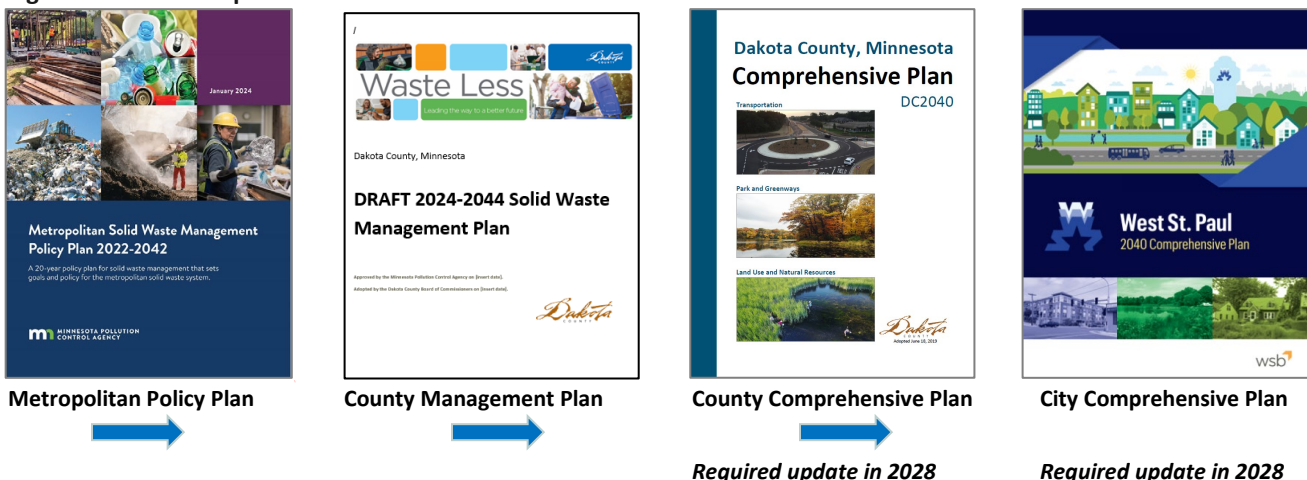 January 2024
Metropolitan Solid Waste Management
Policy Plan 2022-2042
A 20-year policy plan for solid waste management that sets
goals and policy for the metropolitan solid waste system.
MINNESOTA POLLUTION
CONTROL AGENCY
Metropolitan Policy Plan
/
Dakota
COUNTY
Waste Less
Leading the way to a better future
Dakota County, Minnesota
DRAFT 2024-2044 Solid Waste
Management Plan
Approved by the Minnesota Pollution Control Agency on [insert date].
Adopted by the Dakota County Board of Commissioners on [insert date].
Dakota
COUNTY
County Management Plan
Dakota County, Minnesota
Comprehensive Plan
DC2040
Transportation
Park and Greenways
Land Use and Natural Resources
Dakota
COUNTY
Adopted June 18, 2019
County Comprehensive Plan
Required update in 2028
West St. Paul
2040 Comprehensive Plan
wsb
City Comprehensive Plan
Required update in 2028